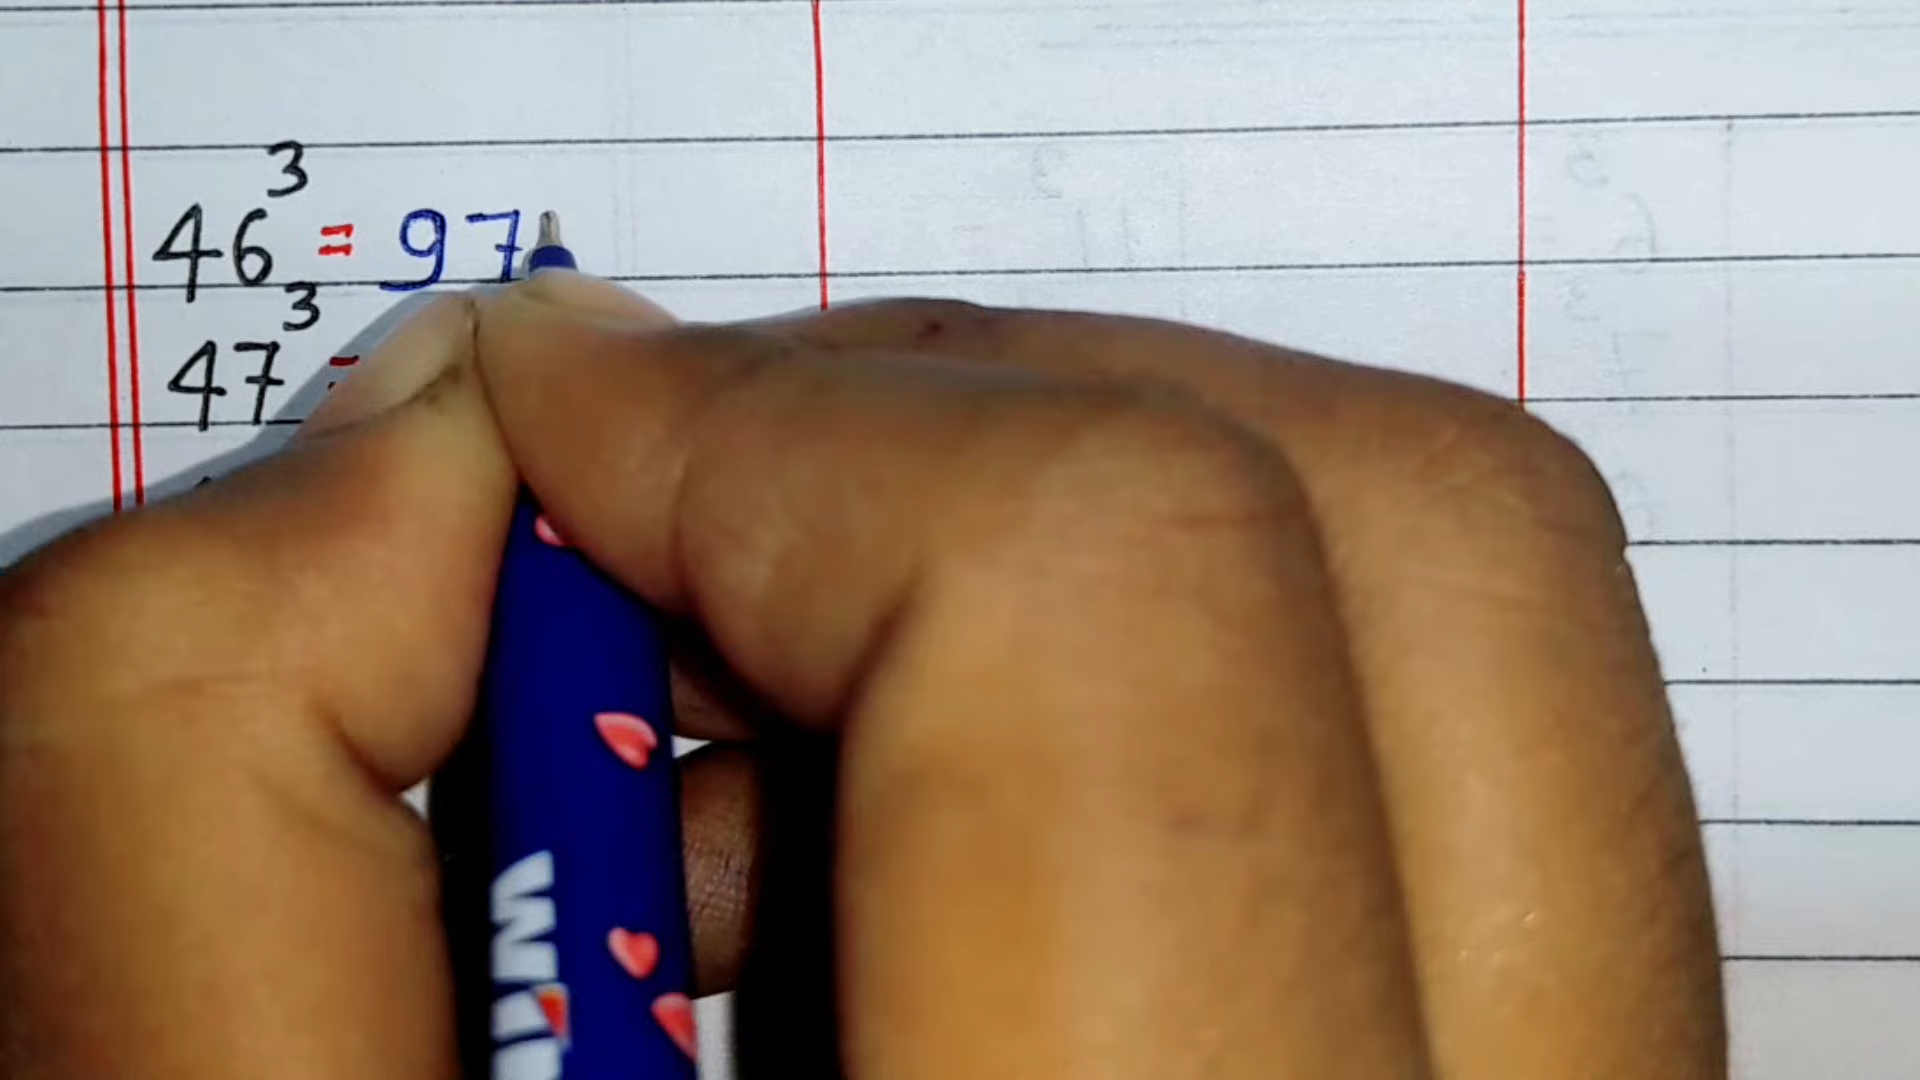 46³ = 97
47³ =